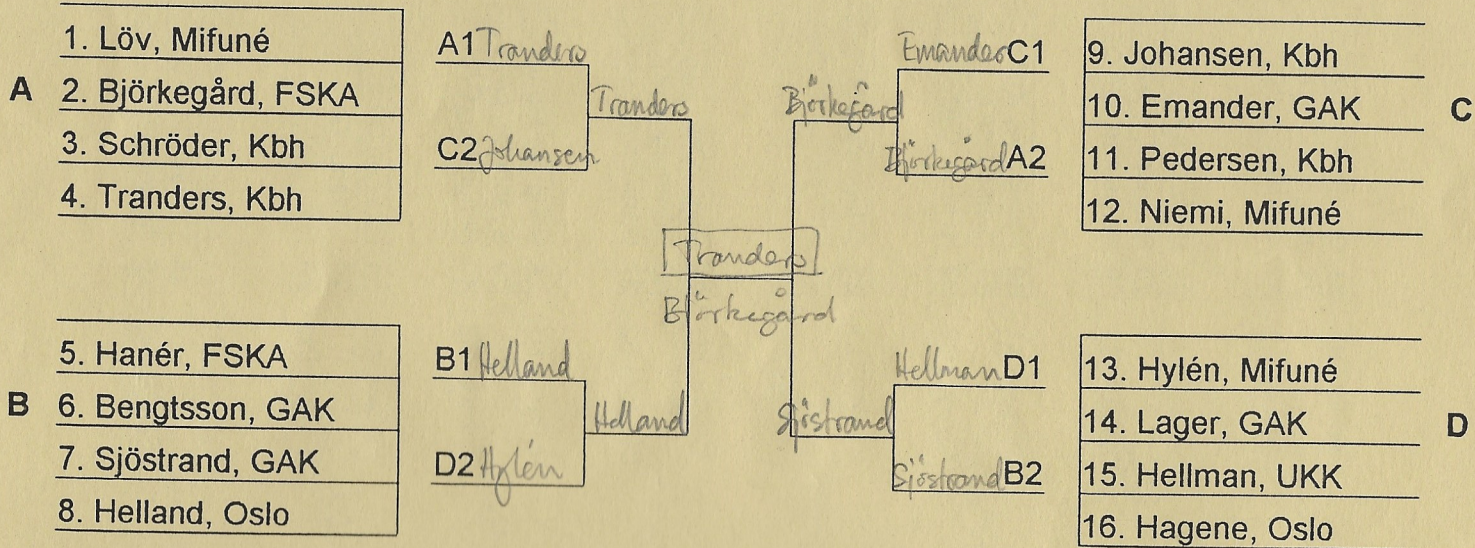 1. Löv, Mifuné
A 2. Björkegård, FSKA
3. Schröder, Kbh
4. Tranders, Kbh
A1 Tranders
Tranders
C2 Johansen
Emander C1
Björkegård
Björkegård A2
9. Johansen, Kbh
10. Emander, GAK C
11. Pedersen, Kbh
12. Niemi, Mifuné
Tranders
Björkegård
5. Hanér, FSKA
B 6. Bengtsson, GAK
7. Sjöstrand, GAK
8. Helland, Oslo
B1 Helland
Helland
D2 Hylén
Hellman D1
Sjöstrand
Sjöstrand B2
13. Hylén, Mifuné
14. Lager, GAK D
15. Hellman, UKK
16. Hagene, Oslo